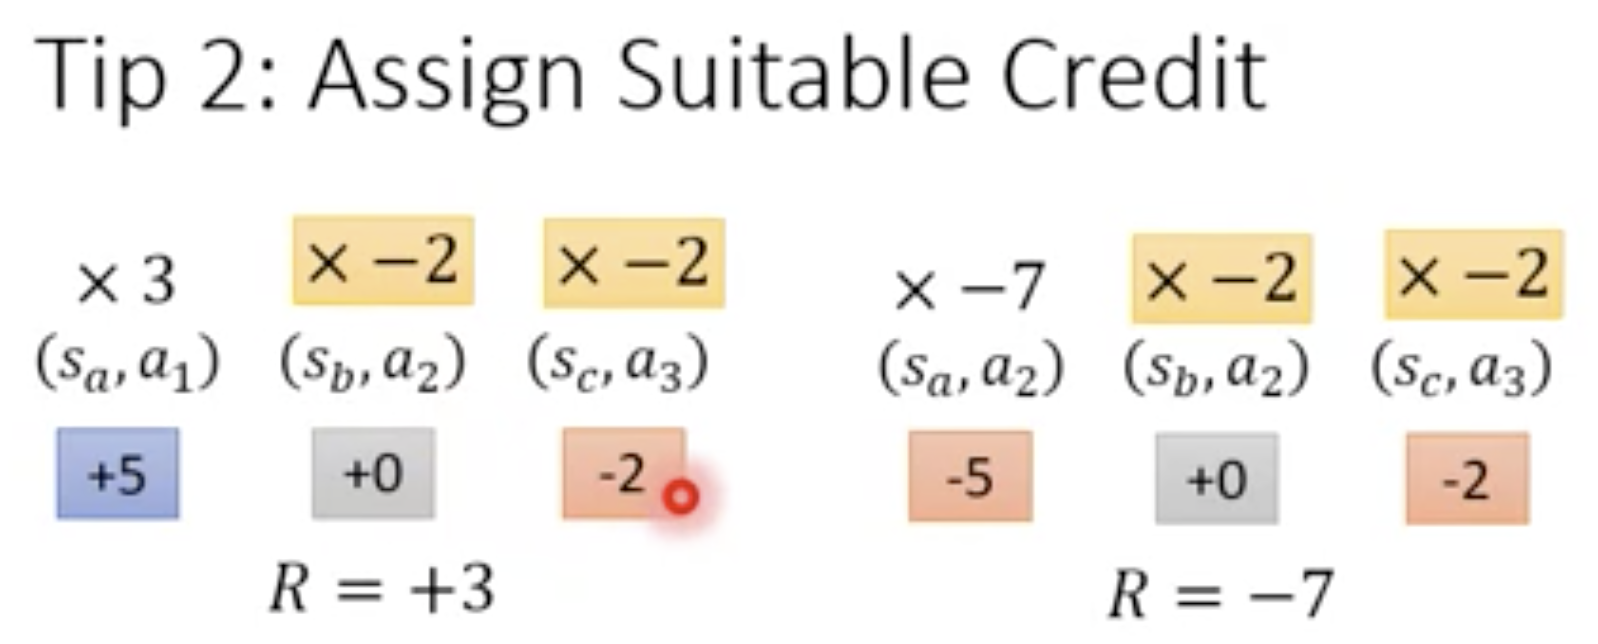 Tip 2: Assign Suitable Credit
× 3 × −2 × −2 × −7 × −2 × −2
(s_a, a_1) (s_b, a_2) (s_c, a_3) (s_a, a_2) (s_b, a_2) (s_c, a_3)
+5 +0 -2 -5 +0 -2
R = +3 R = −7